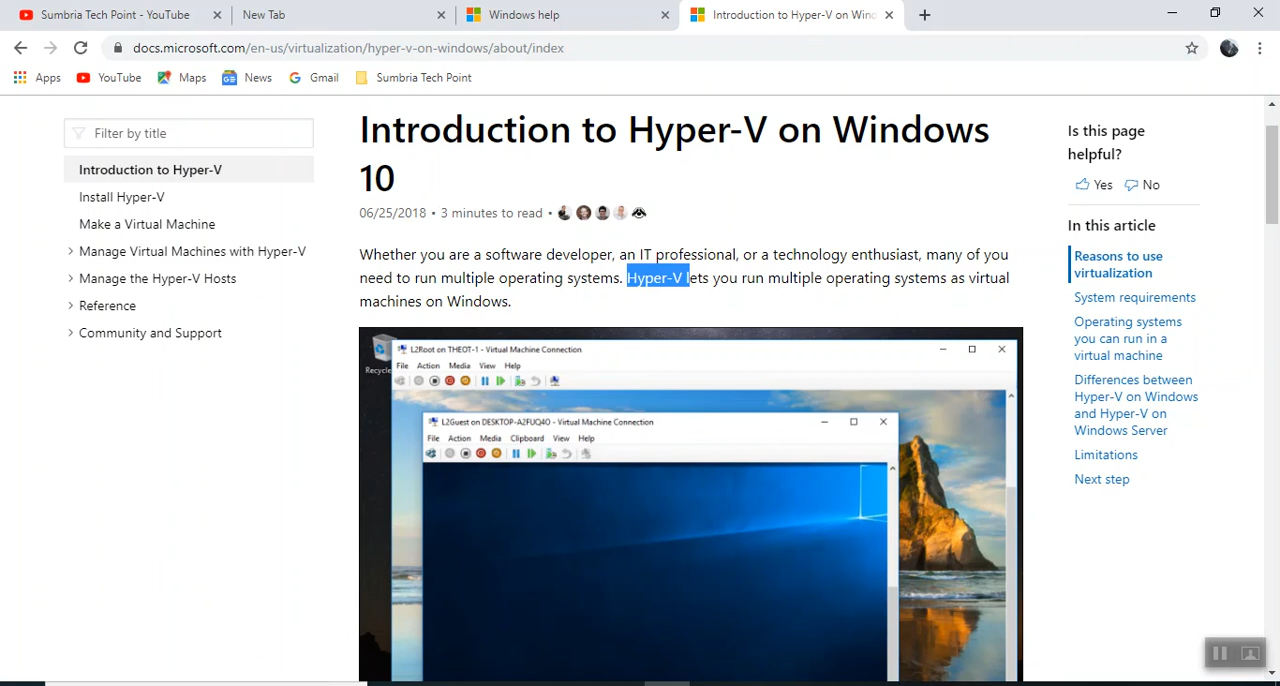 Sumbria Tech Point - YouTube
New Tab
Windows help
Introduction to Hyper-V on Wind
docs.microsoft.com/en-us/virtualization/hyper-v-on-windows/about/index
Apps
YouTube
Maps
News
Gmail
Sumbria Tech Point
Filter by title
Introduction to Hyper-V
Install Hyper-V
Make a Virtual Machine
Manage Virtual Machines with Hyper-V
Manage the Hyper-V Hosts
Reference
Community and Support
Introduction to Hyper-V on Windows
10
06/25/2018 • 3 minutes to read •
Whether you are a software developer, an IT professional, or a technology enthusiast, many of you
need to run multiple operating systems. Hyper-V lets you run multiple operating systems as virtual
machines on Windows.
Recycle
L2Root on THEOT-1 - Virtual Machine Connection
File Action Media View Help
L2Guest on DESKTOP-A2FUQ4O - Virtual Machine Connection
File Action Media Clipboard View Help
Is this page
helpful?
Yes No
In this article
Reasons to use
virtualization
System requirements
Operating systems
you can run in a
virtual machine
Differences between
Hyper-V on Windows
and Hyper-V on
Windows Server
Limitations
Next step